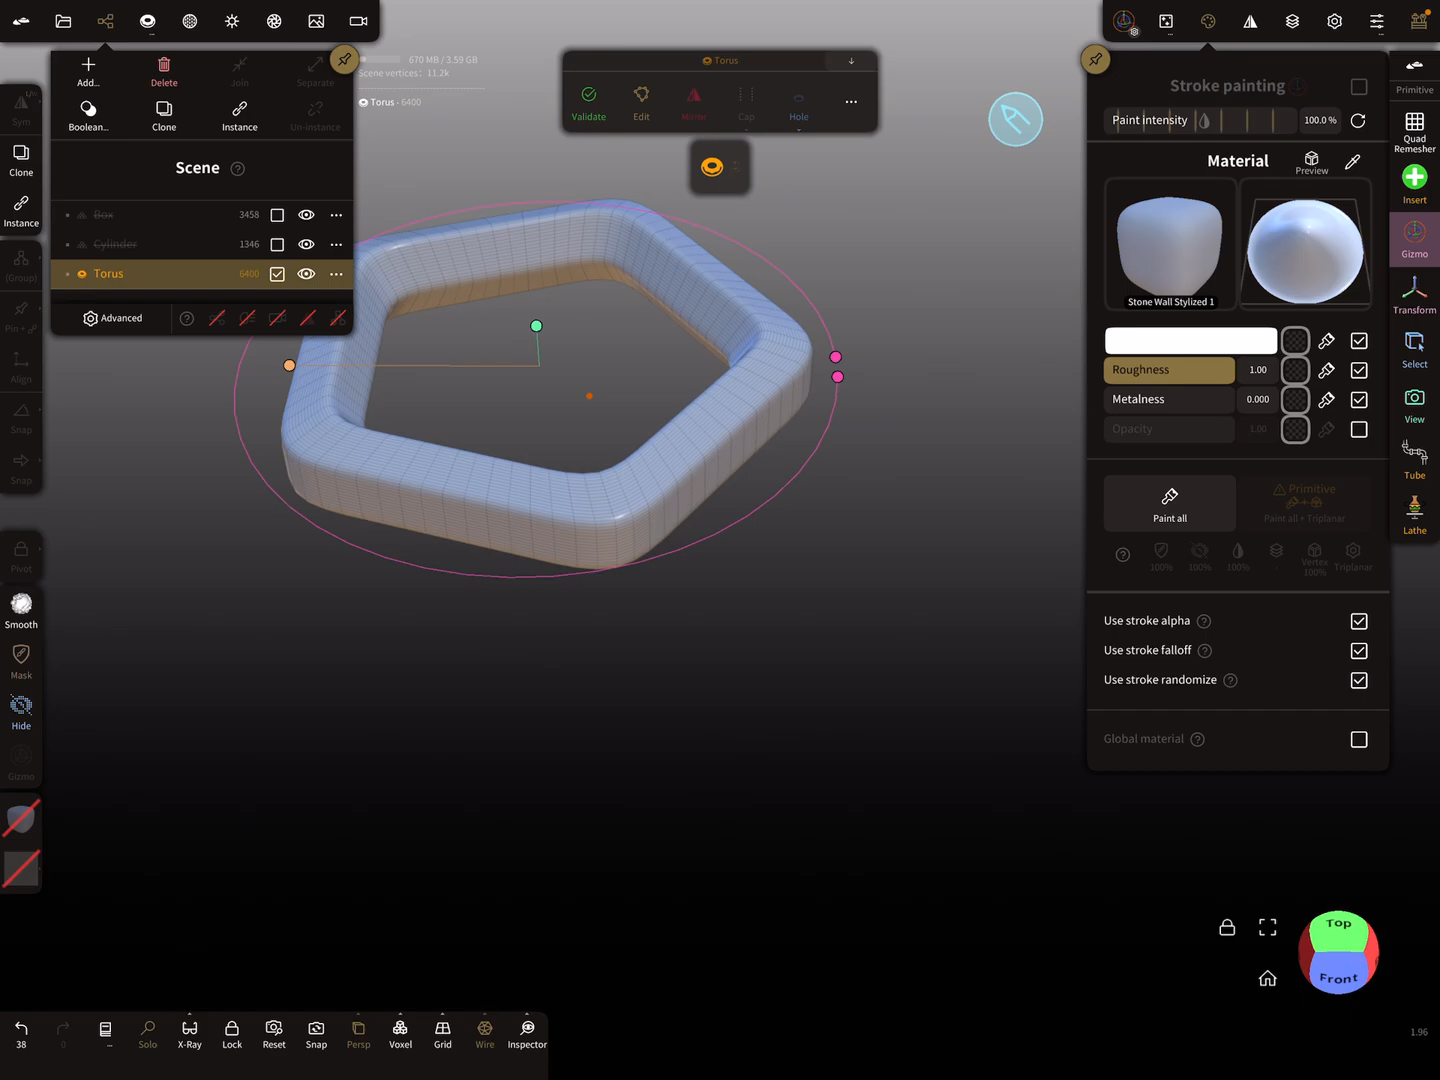 670 MB / 3.59 GB
Scene vertices: 11.2k
Torus - 6400
Add...
Delete
Join
Separate
Boolean...
Clone
Instance
Un-instance
Scene
Box 3458
Cylinder 1346
Torus 6400
Advanced
Sym
Clone
Instance
(Group)
Pin +
Align
Snap
Snap
Pivot
Smooth
Mask
Hide
Gizmo
Torus
Validate
Edit
Mirror
Cap
Hole
Stroke painting
Paint intensity 100.0 %
Material
Preview
Stone Wall Stylized 1
Roughness 1.00
Metalness 0.000
Opacity 1.00
Paint all
Primitive
Paint all + Triplanar
100%
100%
100%
Vertex
100%
Triplanar
Use stroke alpha
Use stroke falloff
Use stroke randomize
Global material
Primitive
Quad
Remesher
Insert
Gizmo
Transform
Select
View
Tube
Lathe
Top
Front
1.96
38
0
...
Solo
X-Ray
Lock
Reset
Snap
Persp
Voxel
Grid
Wire
Inspector